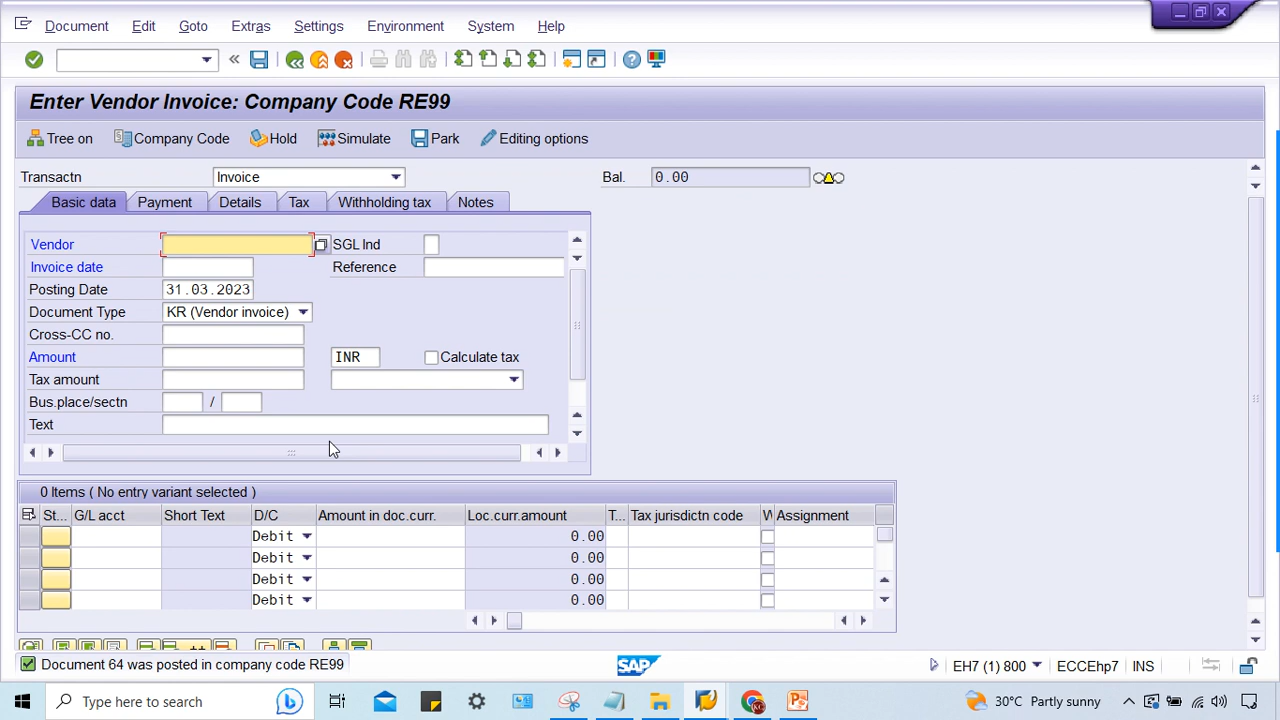 Document Edit Goto Extras Settings Environment System Help
Enter Vendor Invoice: Company Code RE99
Tree on Company Code Hold Simulate Park Editing options
Transactn Invoice Bal. 0.00
Basic data Payment Details Tax Withholding tax Notes
Vendor SGL Ind
Invoice date Reference
Posting Date 31.03.2023
Document Type KR (Vendor invoice)
Cross-CC no.
Amount INR Calculate tax
Tax amount
Bus.place/sectn /
Text
0 Items ( No entry variant selected )
St... G/L acct Short Text D/C Amount in doc.curr. Loc.curr.amount T... Tax jurisdictn code W Assignment
Debit 0.00
Debit 0.00
Debit 0.00
Debit 0.00
Document 64 was posted in company code RE99 SAP EH7 (1) 800 ECCEhp7 INS
Type here to search 30°C Partly sunny